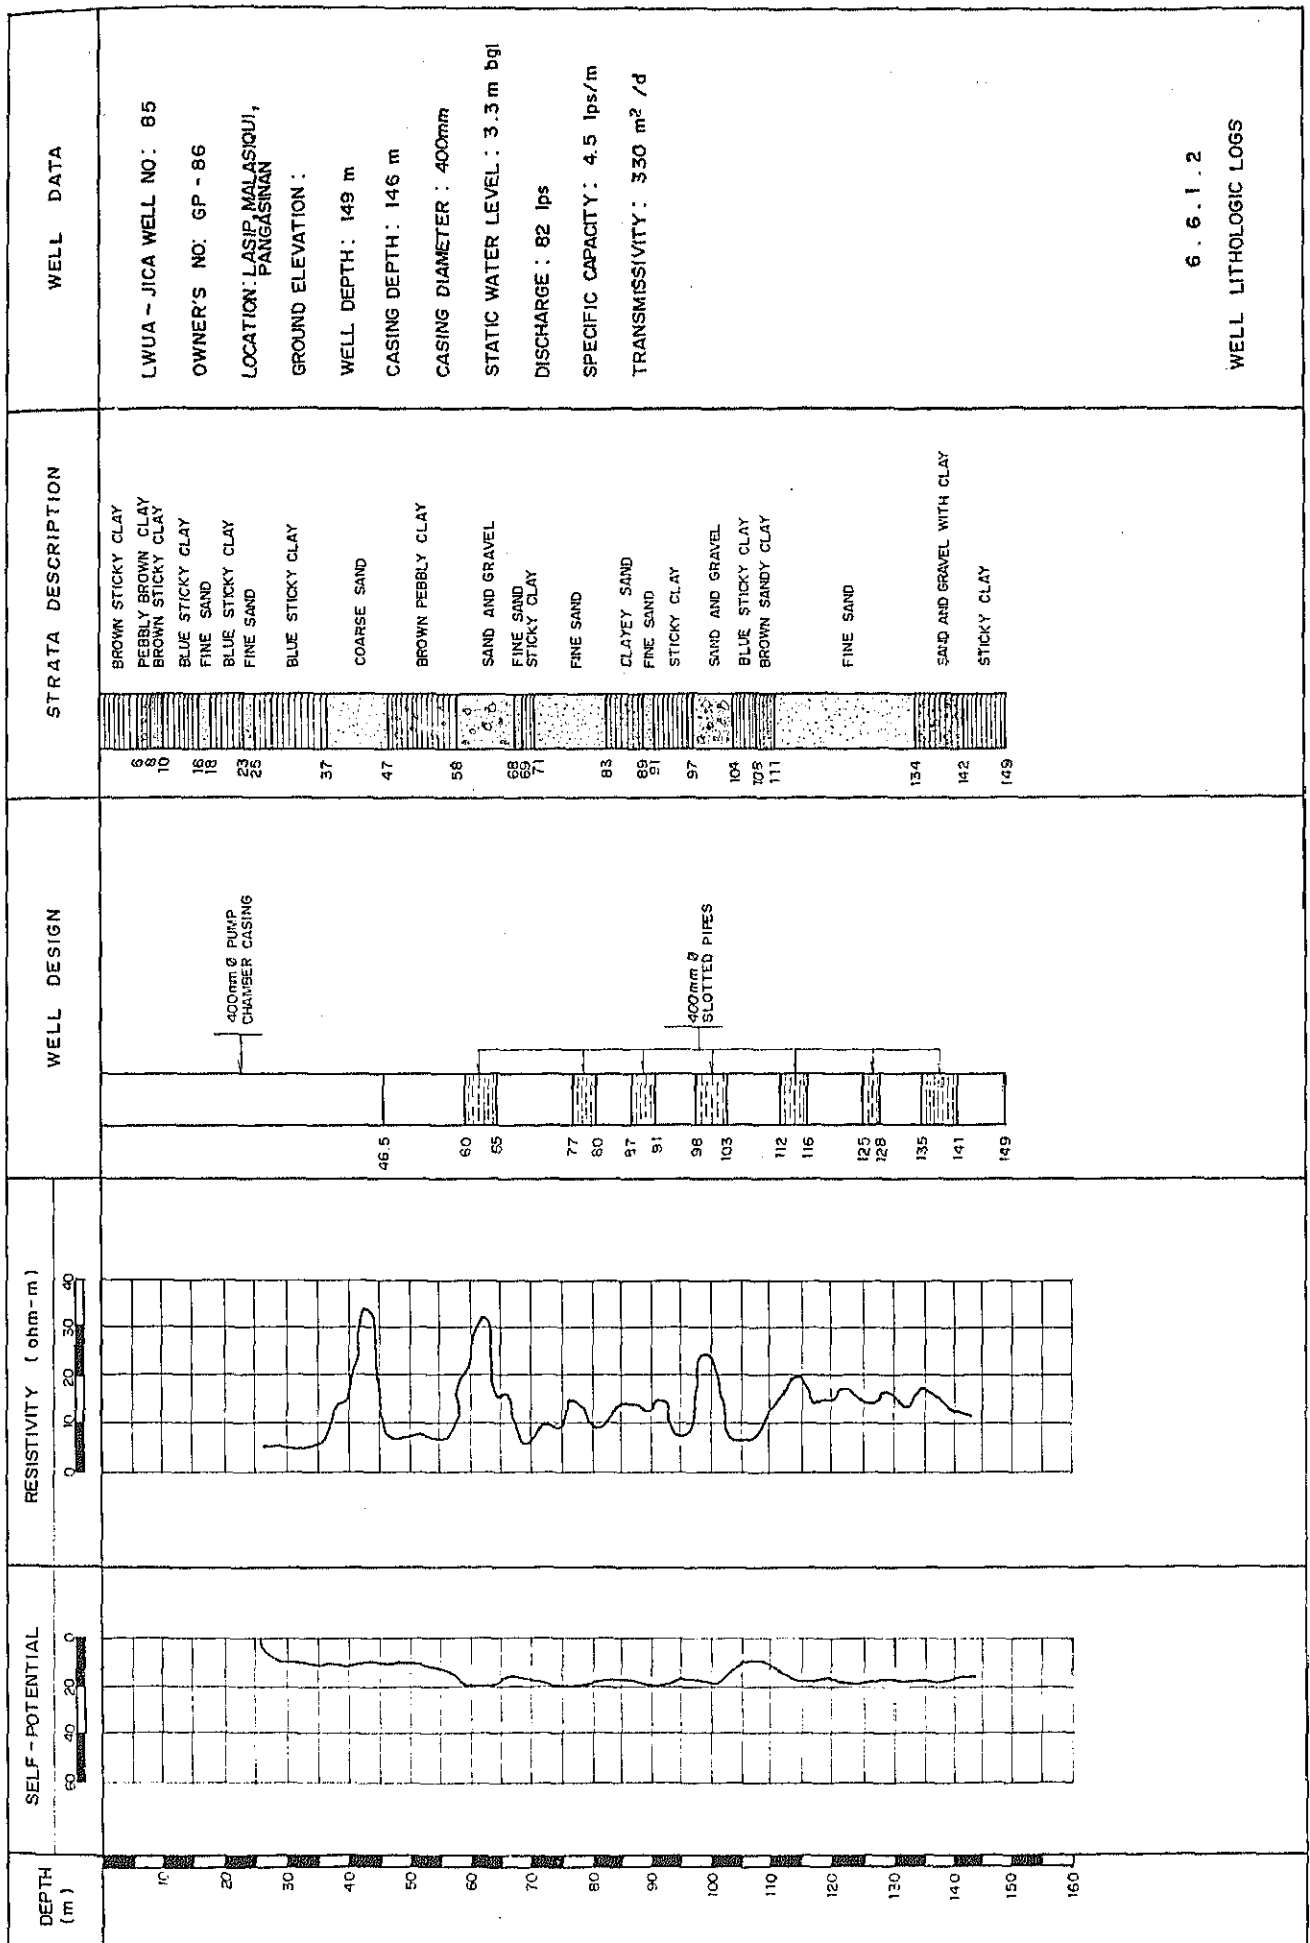 DEPTH
(m)
10
20
30
40
50
60
70
80
90
100
110
120
130
140
150
160
SELF-POTENTIAL
60 40 20 0
RESISTIVITY (ohm-m)
0 10 20 30 40
WELL DESIGN
400mm Ø PUMP
CHAMBER CASING
400mm Ø
SLOTTED PIPES
46.5
60
65
77
80
87
91
98
103
112
116
125
128
135
141
149
STRATA DESCRIPTION
6
8
10
16
18
23
25
37
47
58
68
69
71
83
89
91
97
104
108
111
134
142
149
BROWN STICKY CLAY
PEBBLY BROWN CLAY
BROWN STICKY CLAY
BLUE STICKY CLAY
FINE SAND
BLUE STICKY CLAY
FINE SAND
BLUE STICKY CLAY
COARSE SAND
BROWN PEBBLY CLAY
SAND AND GRAVEL
FINE SAND
STICKY CLAY
FINE SAND
CLAYEY SAND
FINE SAND
STICKY CLAY
SAND AND GRAVEL
BLUE STICKY CLAY
BROWN SANDY CLAY
FINE SAND
SAND AND GRAVEL WITH CLAY
STICKY CLAY
WELL DATA
LWUA - JICA WELL NO: 85
OWNER'S NO: GP - 86
LOCATION: LASIP, MALASIQUI,
PANGASINAN
GROUND ELEVATION :
WELL DEPTH: 149 m
CASING DEPTH: 146 m
CASING DIAMETER : 400mm
STATIC WATER LEVEL : 3.3 m bgl
DISCHARGE : 82 lps
SPECIFIC CAPACITY: 4.5 lps/m
TRANSMISSIVITY: 330 m² /d
6.6.1.2
WELL LITHOLOGIC LOGS